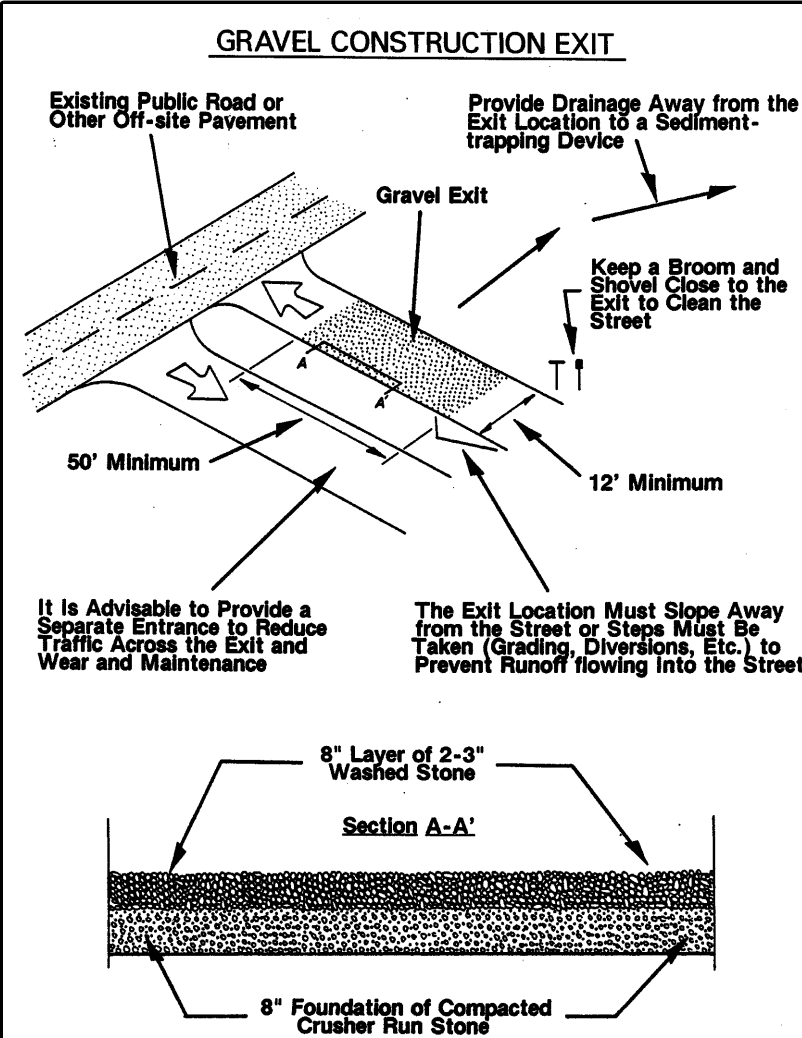 GRAVEL CONSTRUCTION EXIT
Existing Public Road or
Other Off-site Pavement
Provide Drainage Away from the
Exit Location to a Sediment-
trapping Device
Gravel Exit
Keep a Broom and
Shovel Close to the
Exit to Clean the
Street
A
A'
50' Minimum
12' Minimum
It Is Advisable to Provide a
Separate Entrance to Reduce
Traffic Across the Exit and
Wear and Maintenance
The Exit Location Must Slope Away
from the Street or Steps Must Be
Taken (Grading, Diversions, Etc.) to
Prevent Runoff flowing into the Street
8" Layer of 2-3"
Washed Stone
Section A-A'
8" Foundation of Compacted
Crusher Run Stone